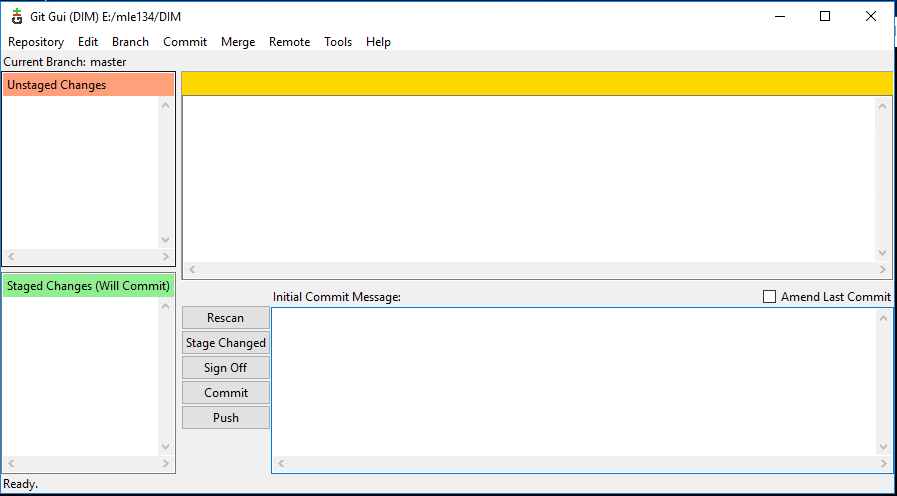 Git Gui (DIM) E:/mle134/DIM
Repository Edit Branch Commit Merge Remote Tools Help
Current Branch: master
Unstaged Changes
Staged Changes (Will Commit)
Initial Commit Message:
Amend Last Commit
Rescan
Stage Changed
Sign Off
Commit
Push
Ready.